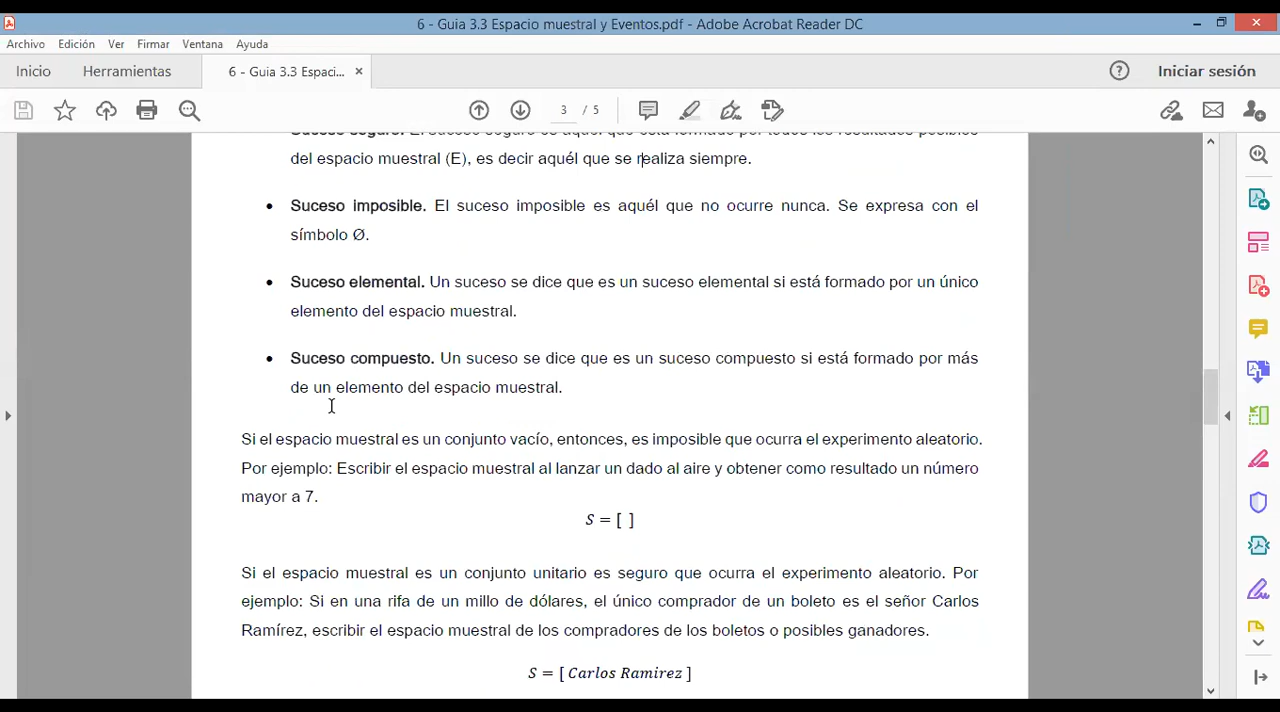 6 - Guia 3.3 Espacio muestral y Eventos.pdf - Adobe Acrobat Reader DC
Archivo Edición Ver Firmar Ventana Ayuda
Inicio Herramientas 6 - Guia 3.3 Espaci... × Iniciar sesión
3 / 5
Suceso seguro. El suceso seguro es aquél que está formado por todos los resultados posibles
del espacio muestral (E), es decir aquél que se realiza siempre.
• Suceso imposible. El suceso imposible es aquél que no ocurre nunca. Se expresa con el
símbolo Ø.
• Suceso elemental. Un suceso se dice que es un suceso elemental si está formado por un único
elemento del espacio muestral.
• Suceso compuesto. Un suceso se dice que es un suceso compuesto si está formado por más
de un elemento del espacio muestral.
Si el espacio muestral es un conjunto vacío, entonces, es imposible que ocurra el experimento aleatorio.
Por ejemplo: Escribir el espacio muestral al lanzar un dado al aire y obtener como resultado un número
mayor a 7.
S = [ ]
Si el espacio muestral es un conjunto unitario es seguro que ocurra el experimento aleatorio. Por
ejemplo: Si en una rifa de un millo de dólares, el único comprador de un boleto es el señor Carlos
Ramírez, escribir el espacio muestral de los compradores de los boletos o posibles ganadores.
S = [ Carlos Ramirez ]